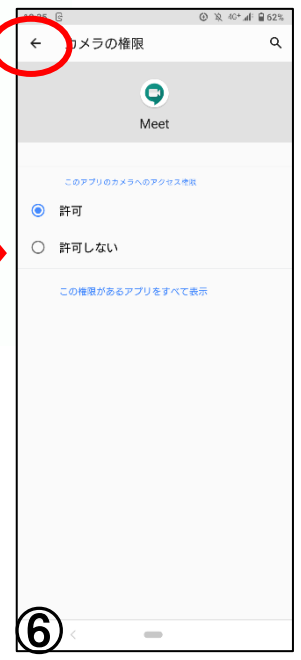 4G+ 62%
カメラの権限
Meet
このアプリのカメラへのアクセス権限
許可
許可しない
この権限があるアプリをすべて表示
⑥